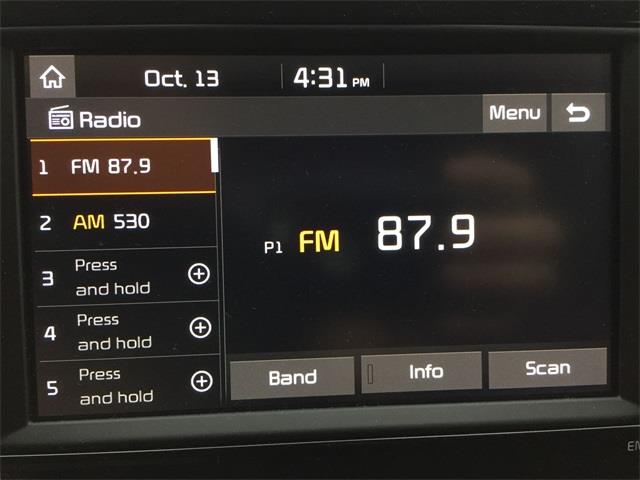 Oct. 13
4:31 PM
Radio
Menu
1 FM 87.9
2 AM 530
3 Press
and hold
4 Press
and hold
5 Press
and hold
P1 FM 87.9
Band
Info
Scan